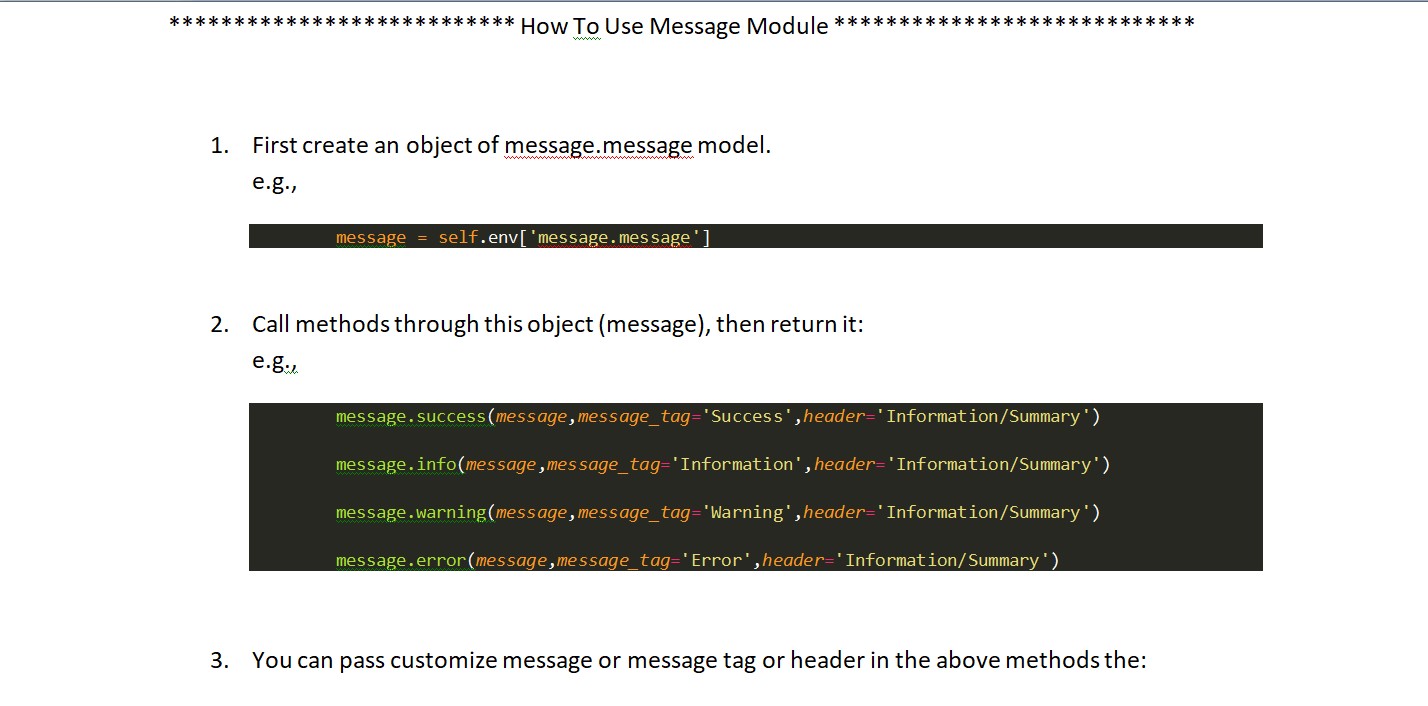 *************************** How To Use Message Module ****************************
1. First create an object of message.message model.
e.g.,
message = self.env['message.message']
2. Call methods through this object (message), then return it:
e.g.,
message.success(message,message_tag='Success',header='Information/Summary')
message.info(message,message_tag='Information',header='Information/Summary')
message.warning(message,message_tag='Warning',header='Information/Summary')
message.error(message,message_tag='Error',header='Information/Summary')
3. You can pass customize message or message tag or header in the above methods the: